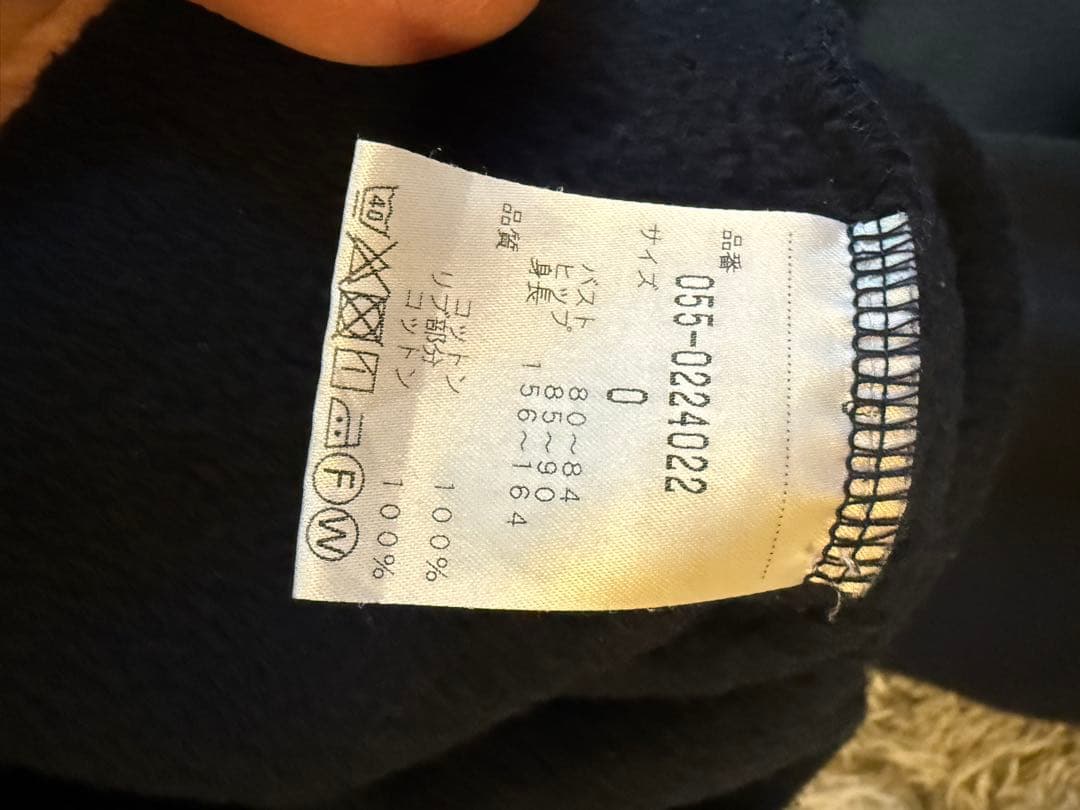 品番 055-0224022
サイズ 0
バスト 80〜84
ヒップ 85〜90
身長 156〜164
品質
コットン 100%
リブ部分
コットン 100%
40
F W